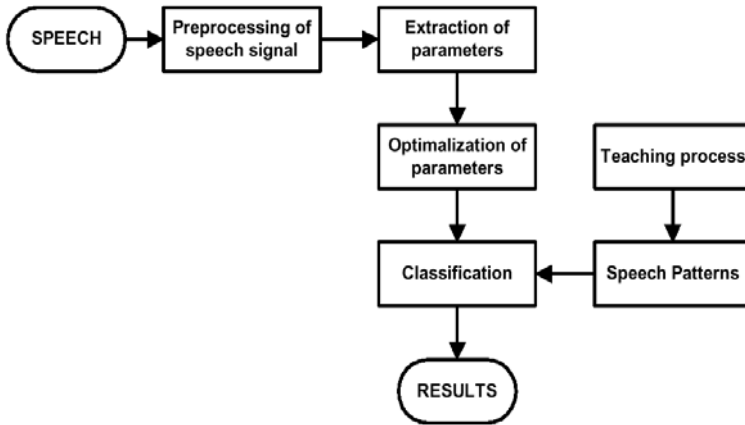 SPEECH
Preprocessing of
speech signal
Extraction of
parameters
Optimalization of
parameters
Teaching process
Classification
Speech Patterns
RESULTS